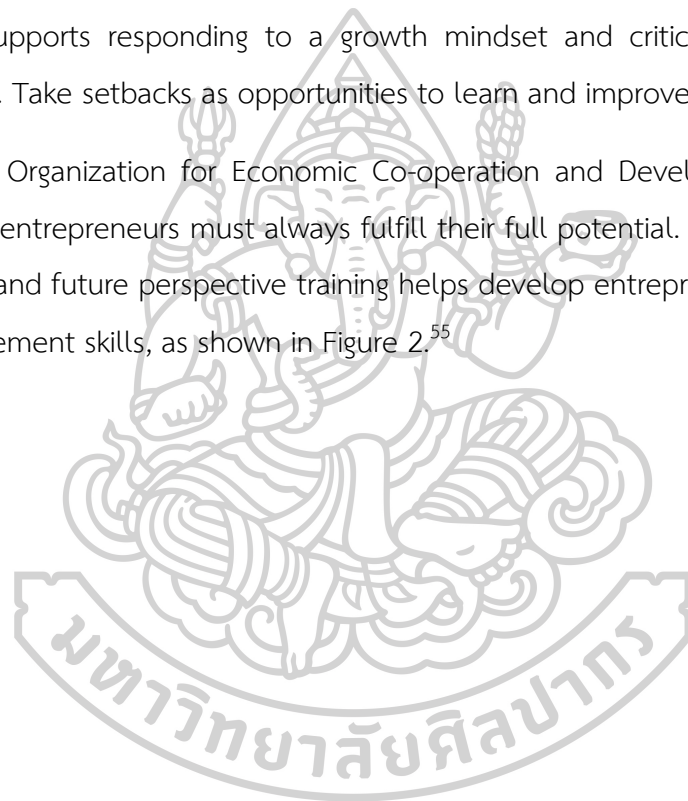 upports responding to a growth mindset and critic
. Take setbacks as opportunities to learn and improve
Organization for Economic Co-operation and Devel
entrepreneurs must always fulfill their full potential.
and future perspective training helps develop entrepr
ement skills, as shown in Figure 2.55
มหาวิทยาลัยศิลปากร